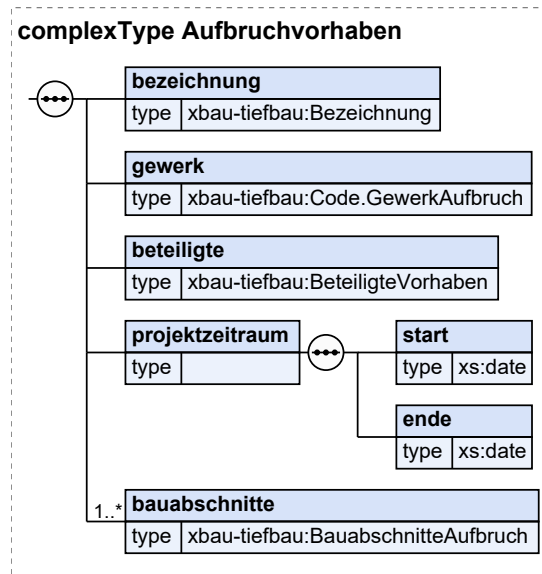 complexType Aufbruchvorhaben
bezeichnung
type xbau-tiefbau:Bezeichnung
gewerk
type xbau-tiefbau:Code.GewerkAufbruch
beteiligte
type xbau-tiefbau:BeteiligteVorhaben
projektzeitraum
type
start
type xs:date
ende
type xs:date
1..* bauabschnitte
type xbau-tiefbau:BauabschnitteAufbruch